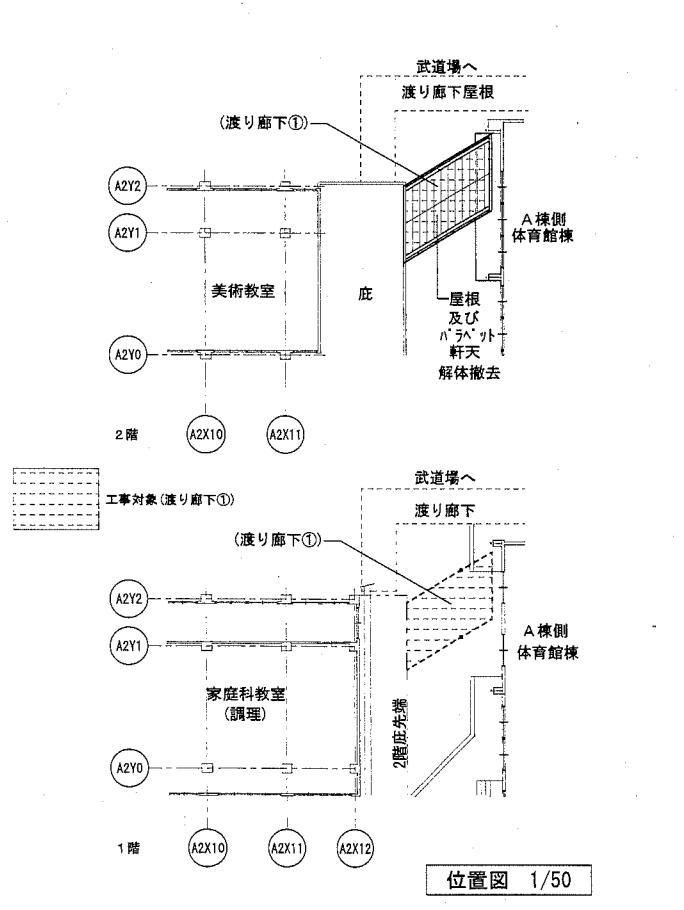 武道場へ
渡り廊下屋根
(渡り廊下①)
A2Y2
A2Y1
A棟側
体育館棟
美術教室
庇
屋根
及び
パラペット
軒天
解体撤去
A2Y0
2階
A2X10
A2X11
工事対象(渡り廊下①)
武道場へ
渡り廊下
(渡り廊下①)
A2Y2
A2Y1
A棟側
体育館棟
家庭科教室
(調理)
2階庇先端
A2Y0
1階
A2X10
A2X11
A2X12
位置図 1/50